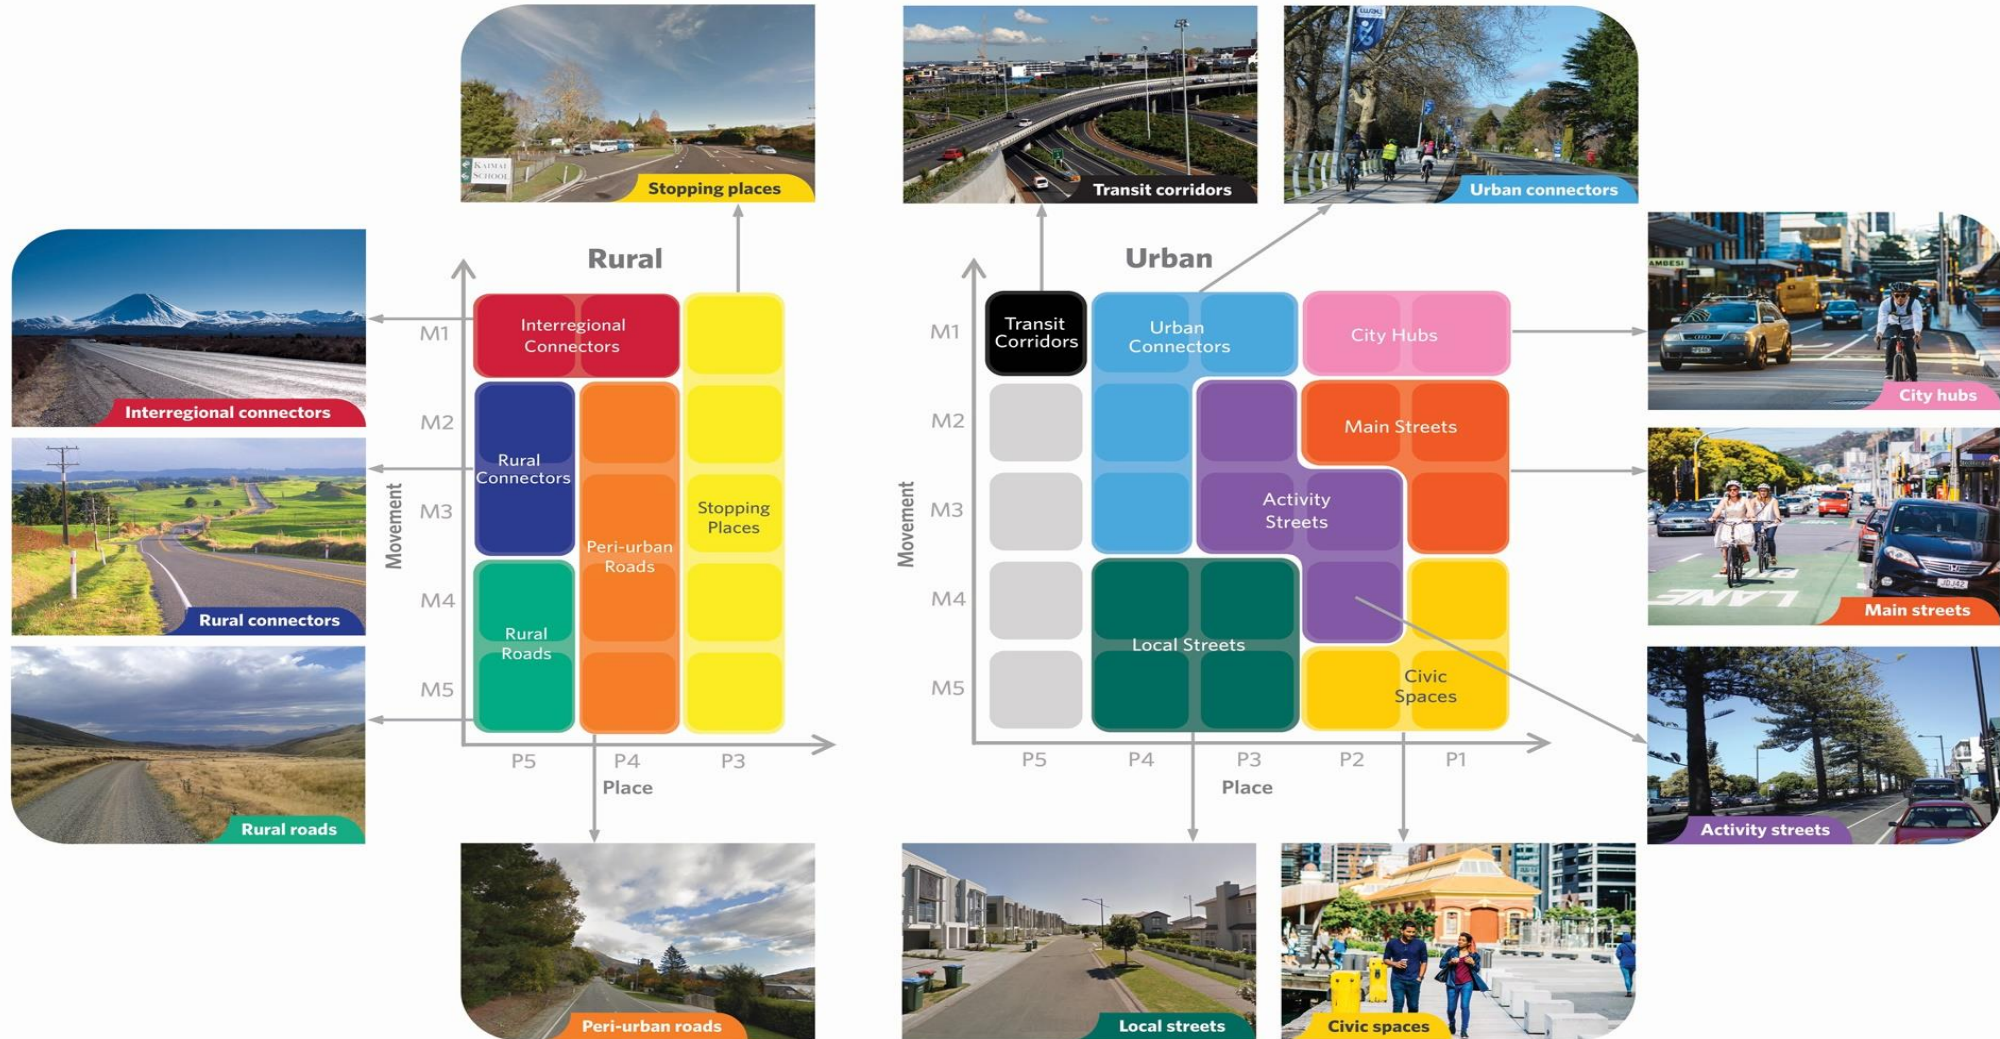 KAIMAI
SCHOOL
Stopping places
Transit corridors
Urban connectors
Rural
Urban
Interregional connectors
Rural connectors
Rural roads
Movement
M1
M2
M3
M4
M5
Interregional
Connectors
Rural
Connectors
Peri-urban
Roads
Stopping
Places
Rural
Roads
P5
P4
P3
Place
Movement
M1
M2
M3
M4
M5
Transit
Corridors
Urban
Connectors
City Hubs
Main Streets
Activity
Streets
Local Streets
Civic
Spaces
P5
P4
P3
P2
P1
Place
AMBESI
City hubs
LANE
JDJ42
Main streets
Activity streets
Peri-urban roads
Local streets
Civic spaces